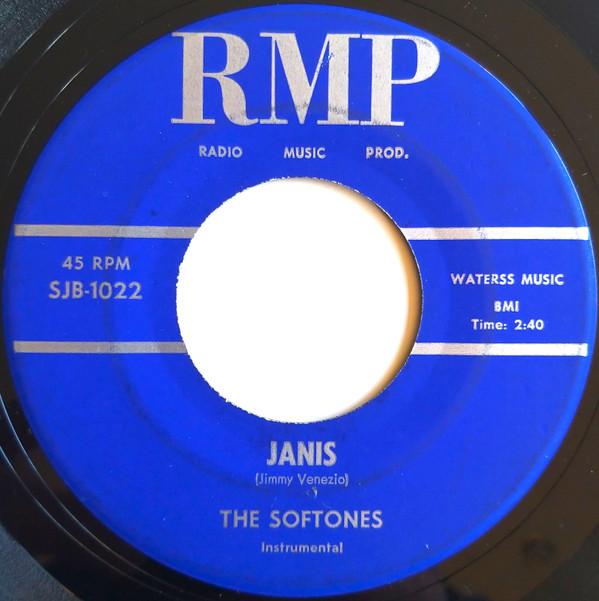 RMP
RADIO MUSIC PROD.
45 RPM
SJB-1022
WATERSS MUSIC
BMI
Time: 2:40
JANIS
(Jimmy Venezio)
THE SOFTONES
Instrumental